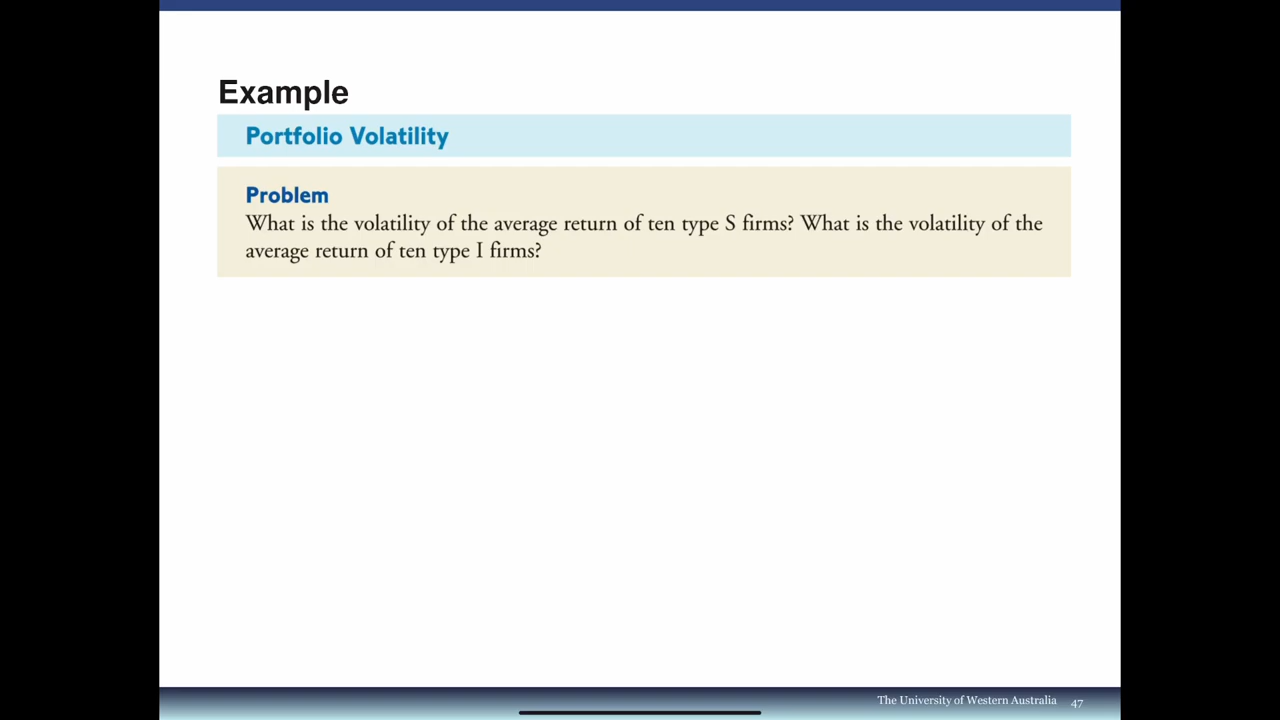 Example
Portfolio Volatility
Problem
What is the volatility of the average return of ten type S firms? What is the volatility of the
average return of ten type I firms?
The University of Western Australia 47